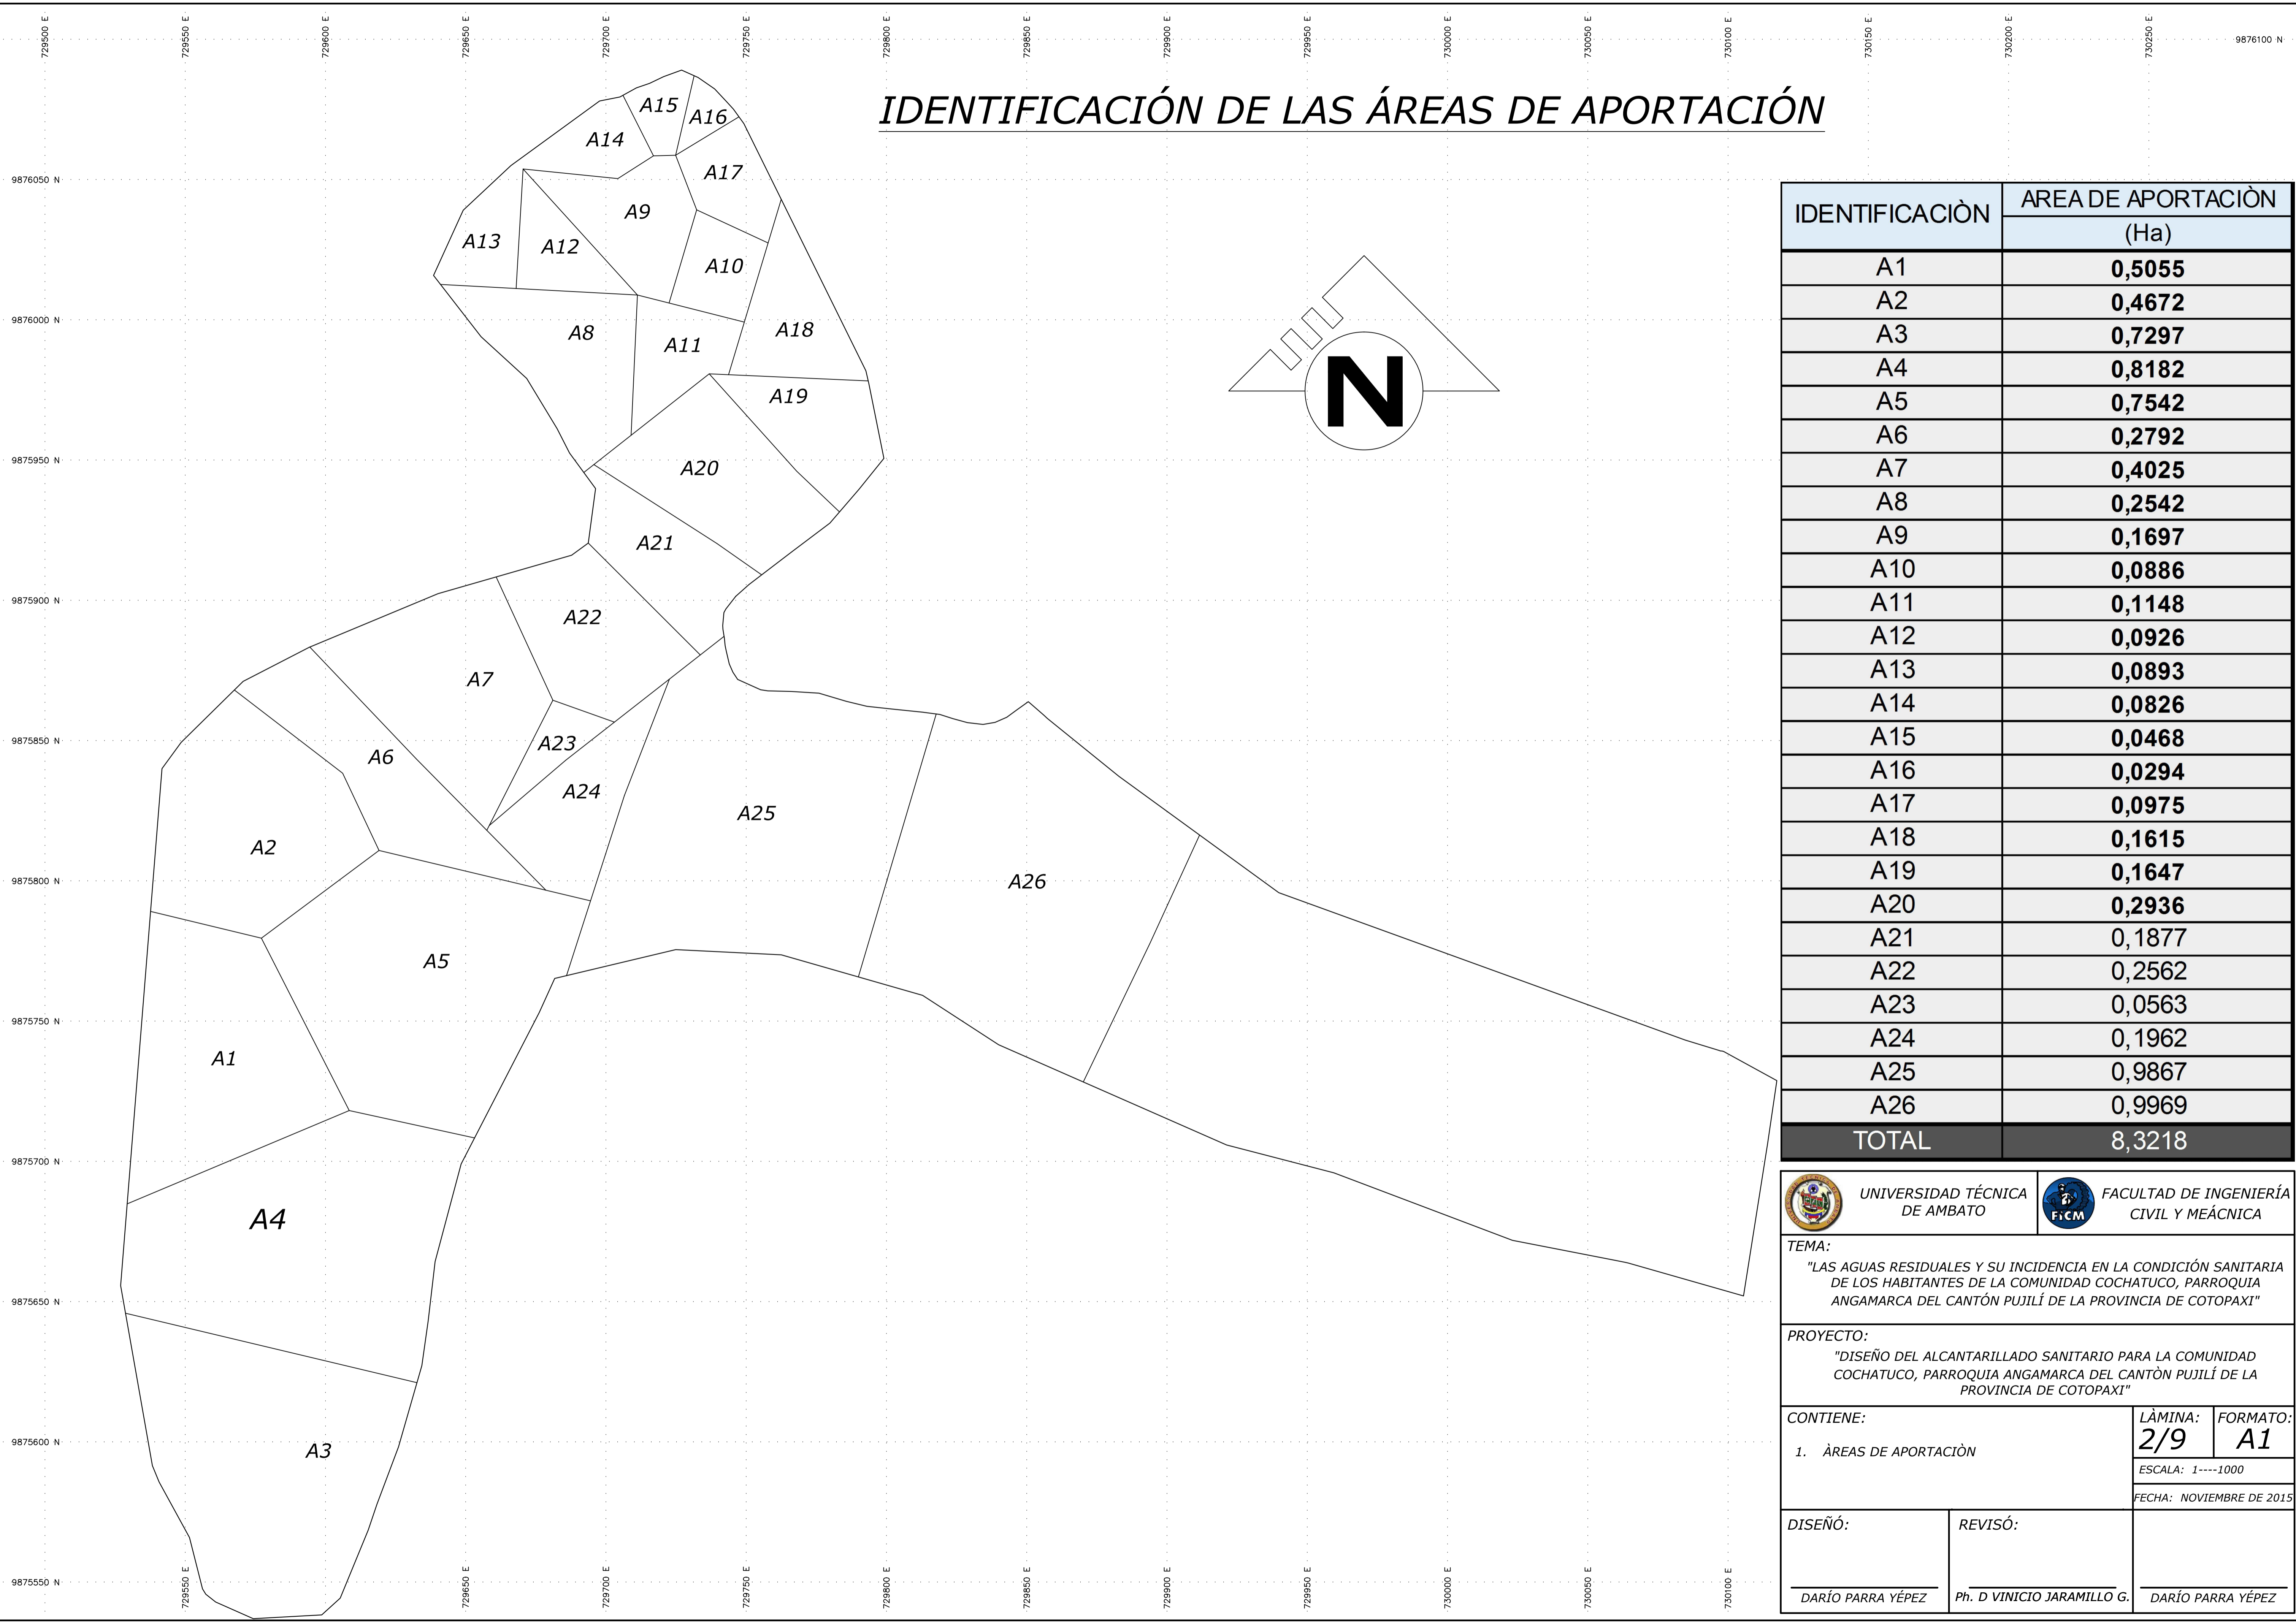 729500 E
729550 E
729600 E
729650 E
729700 E
729750 E
729800 E
729850 E
729900 E
729950 E
730000 E
730050 E
730100 E
730150 E
730200 E
730250 E
9876100 N
IDENTIFICACIÓN DE LAS ÁREAS DE APORTACIÓN
A15
A16
A14
A17
9876050 N
A9
A13
A12
A10
9876000 N
A8
A18
A11
A19
N
9875950 N
A20
A21
9875900 N
A22
A7
9875850 N
A23
A6
A24
A25
A2
9875800 N
A26
A5
9875750 N
A1
9875700 N
A4
9875650 N
9875600 N
A3
9875550 N
729550 E
729650 E
729700 E
729750 E
729800 E
729850 E
729900 E
729950 E
730000 E
730050 E
730100 E
IDENTIFICACIÒN AREA DE APORTACIÒN
(Ha)
A1 0,5055
A2 0,4672
A3 0,7297
A4 0,8182
A5 0,7542
A6 0,2792
A7 0,4025
A8 0,2542
A9 0,1697
A10 0,0886
A11 0,1148
A12 0,0926
A13 0,0893
A14 0,0826
A15 0,0468
A16 0,0294
A17 0,0975
A18 0,1615
A19 0,1647
A20 0,2936
A21 0,1877
A22 0,2562
A23 0,0563
A24 0,1962
A25 0,9867
A26 0,9969
TOTAL 8,3218
UNIVERSIDAD TÉCNICA
DE AMBATO
FICM
FACULTAD DE INGENIERÍA
CIVIL Y MEÁCNICA
TEMA:
"LAS AGUAS RESIDUALES Y SU INCIDENCIA EN LA CONDICIÓN SANITARIA
DE LOS HABITANTES DE LA COMUNIDAD COCHATUCO, PARROQUIA
ANGAMARCA DEL CANTÓN PUJILÍ DE LA PROVINCIA DE COTOPAXI"
PROYECTO:
"DISEÑO DEL ALCANTARILLADO SANITARIO PARA LA COMUNIDAD
COCHATUCO, PARROQUIA ANGAMARCA DEL CANTÒN PUJILÍ DE LA
PROVINCIA DE COTOPAXI"
CONTIENE:
1. ÀREAS DE APORTACIÒN
LÀMINA:
2/9
FORMATO:
A1
ESCALA: 1----1000
FECHA: NOVIEMBRE DE 2015
DISEÑÓ:
DARÍO PARRA YÉPEZ
REVISÓ:
Ph. D VINICIO JARAMILLO G.
DARÍO PARRA YÉPEZ